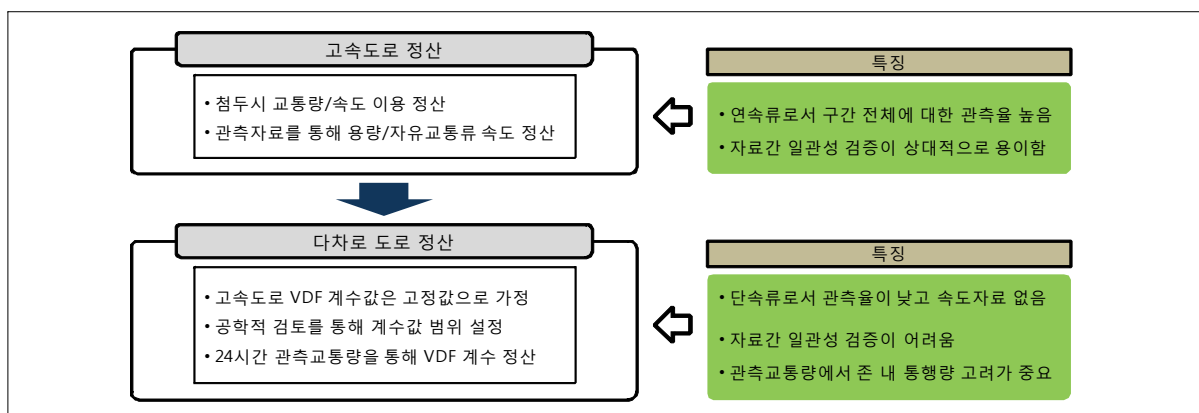 고속도로 정산
• 첨두시 교통량/속도 이용 정산
• 관측자료를 통해 용량/자유교통류 속도 정산
특징
• 연속류로서 구간 전체에 대한 관측율 높음
• 자료간 일관성 검증이 상대적으로 용이함
다차로 도로 정산
• 고속도로 VDF 계수값은 고정값으로 가정
• 공학적 검토를 통해 계수값 범위 설정
• 24시간 관측교통량을 통해 VDF 계수 정산
특징
• 단속류로서 관측율이 낮고 속도자료 없음
• 자료간 일관성 검증이 어려움
• 관측교통량에서 존 내 통행량 고려가 중요